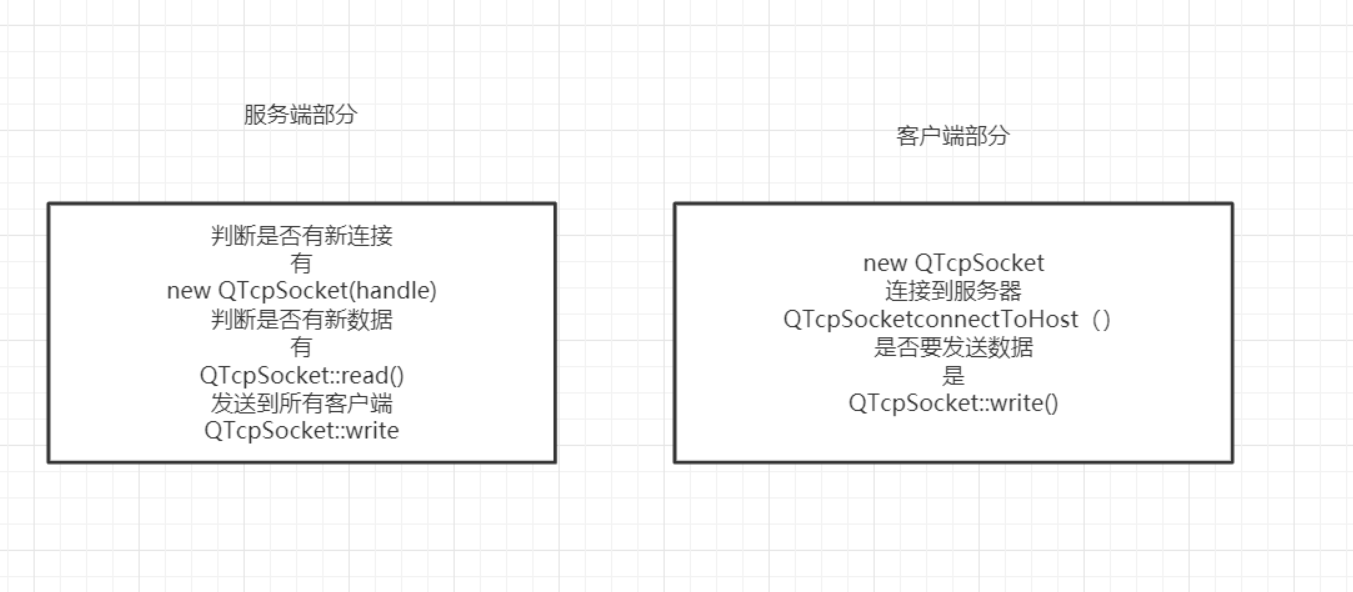 服务端部分
判断是否有新连接
有
new QTcpSocket(handle)
判断是否有新数据
有
QTcpSocket::read()
发送到所有客户端
QTcpSocket::write
客户端部分
new QTcpSocket
连接到服务器
QTcpSocketconnectToHost（）
是否要发送数据
是
QTcpSocket::write()